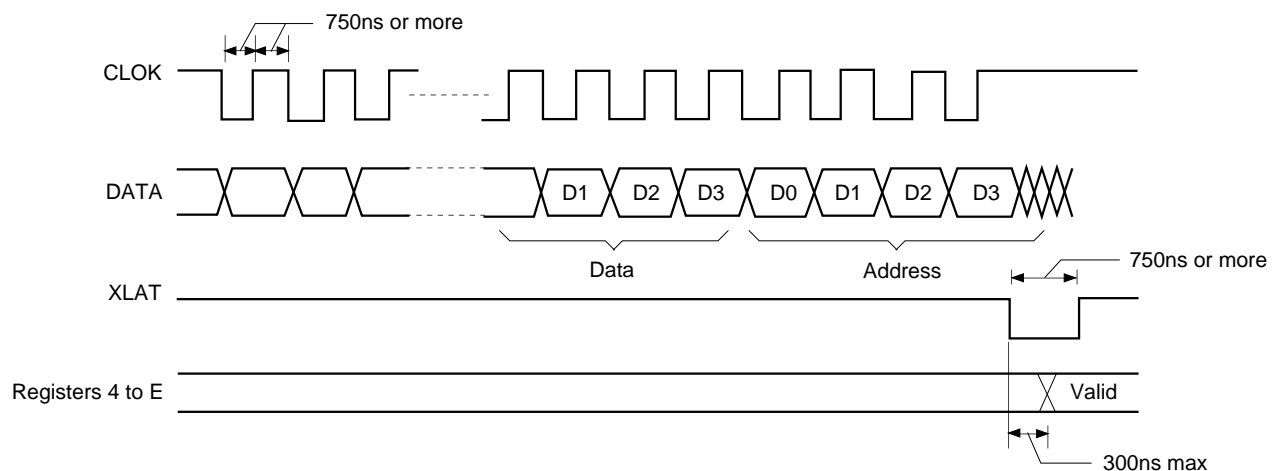 750ns or more
CLOK
DATA
D1 D2 D3 D0 D1 D2 D3
Data Address
750ns or more
XLAT
Registers 4 to E
Valid
300ns max